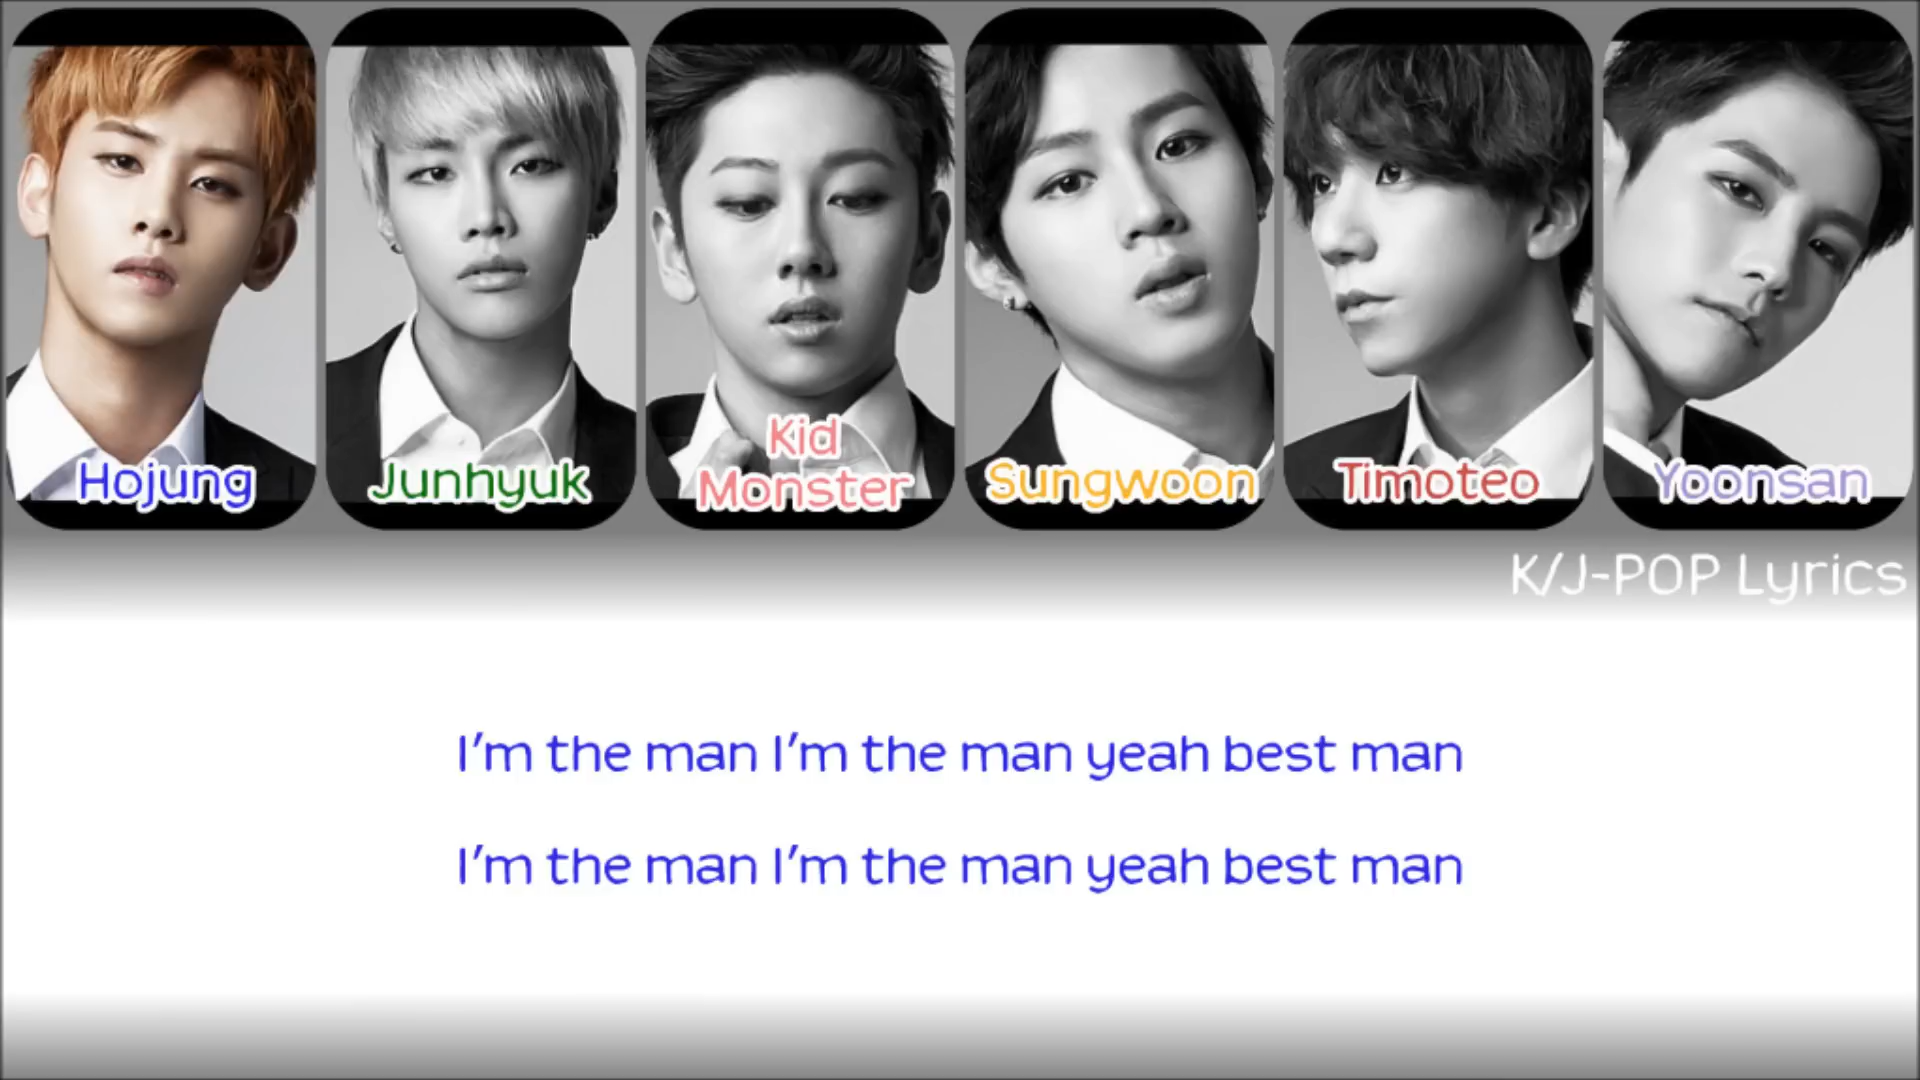 Hojung
Junhyuk
Kid
Monster
Sungwoon
Timoteo
Yoonsan
K/J-POP Lyrics
I'm the man I'm the man yeah best man
I'm the man I'm the man yeah best man